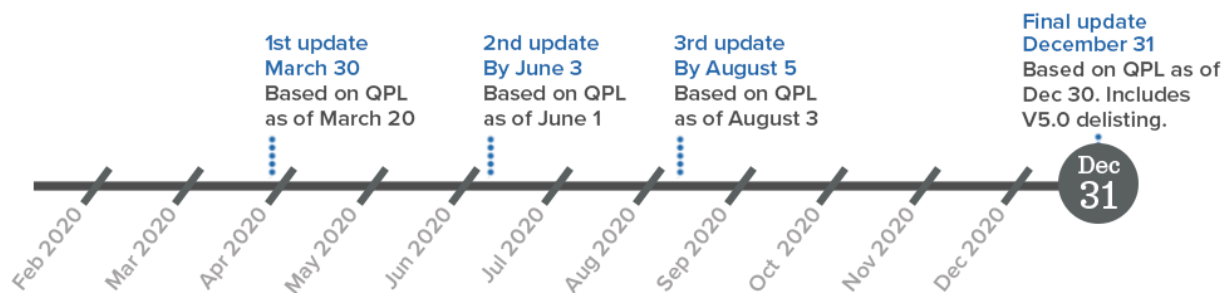 1st update
March 30
Based on QPL
as of March 20
2nd update
By June 3
Based on QPL
as of June 1
3rd update
By August 5
Based on QPL
as of August 3
Final update
December 31
Based on QPL as of
Dec 30. Includes
V5.0 delisting.
Dec
31
Feb 2020
Mar 2020
Apr 2020
May 2020
Jun 2020
Jul 2020
Aug 2020
Sep 2020
Oct 2020
Nov 2020
Dec 2020